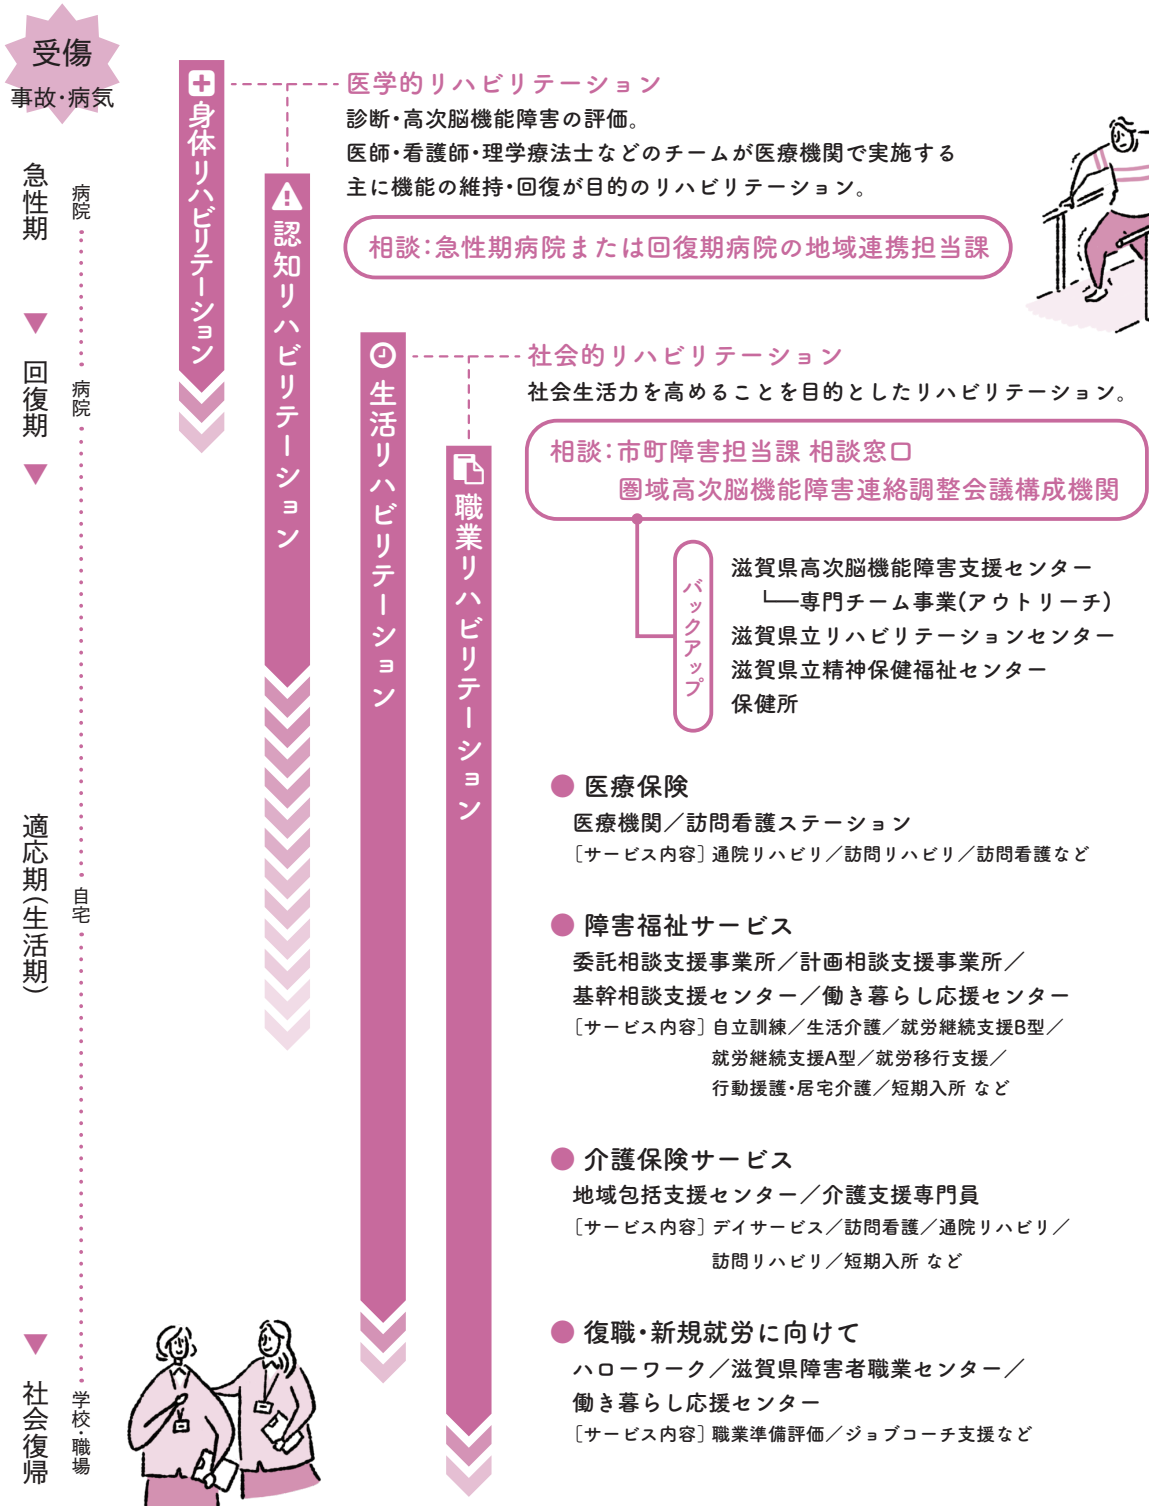 受傷
事故・病気
急性期
病院
回復期
病院
適応期(生活期)
自宅
社会復帰
学校・職場
身体リハビリテーション
認知リハビリテーション
生活リハビリテーション
職業リハビリテーション
医学的リハビリテーション
診断・高次脳機能障害の評価。
医師・看護師・理学療法士などのチームが医療機関で実施する
主に機能の維持・回復が目的のリハビリテーション。
相談：急性期病院または回復期病院の地域連携担当課
社会的リハビリテーション
社会生活力を高めることを目的としたリハビリテーション。
相談：市町障害担当課 相談窓口
圏域高次脳機能障害連絡調整会議構成機関
バックアップ
滋賀県高次脳機能障害支援センター
└─専門チーム事業(アウトリーチ)
滋賀県立リハビリテーションセンター
滋賀県立精神保健福祉センター
保健所
● 医療保険
医療機関／訪問看護ステーション
［サービス内容］通院リハビリ／訪問リハビリ／訪問看護など
● 障害福祉サービス
委託相談支援事業所／計画相談支援事業所／
基幹相談支援センター／働き暮らし応援センター
［サービス内容］自立訓練／生活介護／就労継続支援B型／
就労継続支援A型／就労移行支援／
行動援護・居宅介護／短期入所 など
● 介護保険サービス
地域包括支援センター／介護支援専門員
［サービス内容］デイサービス／訪問看護／通院リハビリ／
訪問リハビリ／短期入所 など
● 復職・新規就労に向けて
ハローワーク／滋賀県障害者職業センター／
働き暮らし応援センター
［サービス内容］職業準備評価／ジョブコーチ支援など